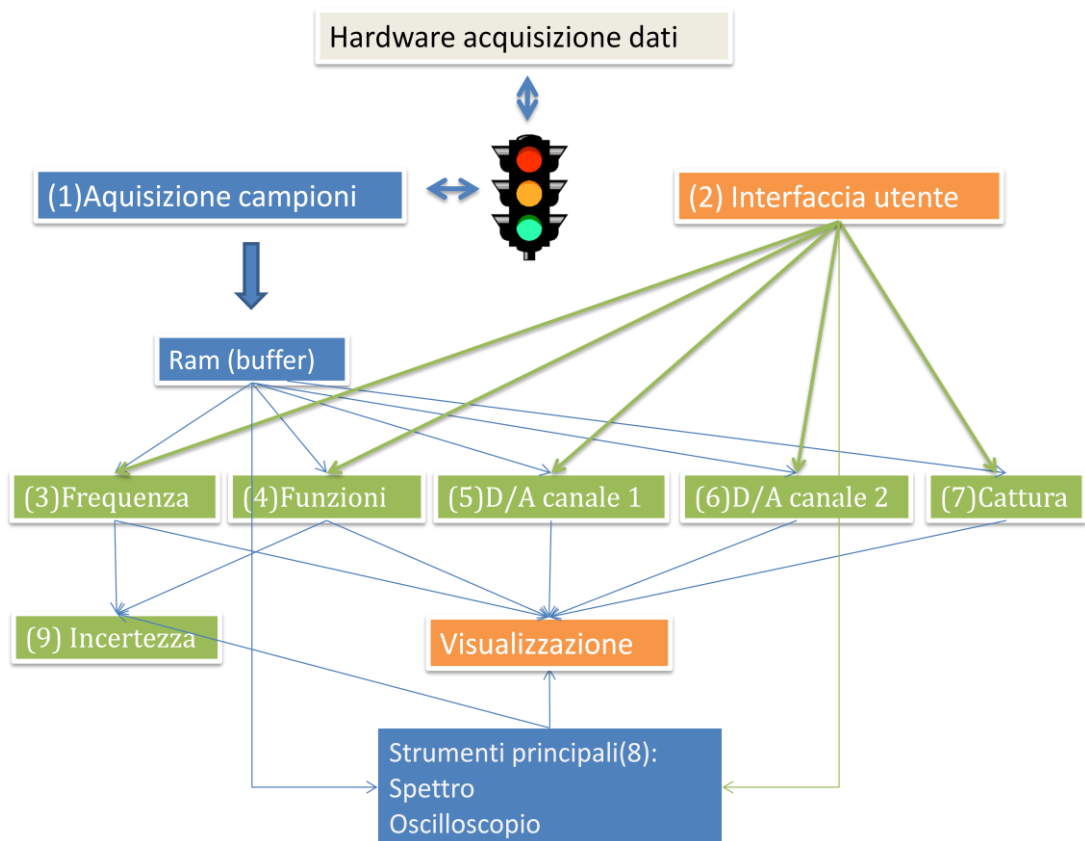 Hardware acquisizione dati
(1)Aquisizione campioni
(2) Interfaccia utente
Ram (buffer)
(3)Frequenza
(4)Funzioni
(5)D/A canale 1
(6)D/A canale 2
(7)Cattura
(9) Incertezza
Visualizzazione
Strumenti principali(8):
Spettro
Oscilloscopio